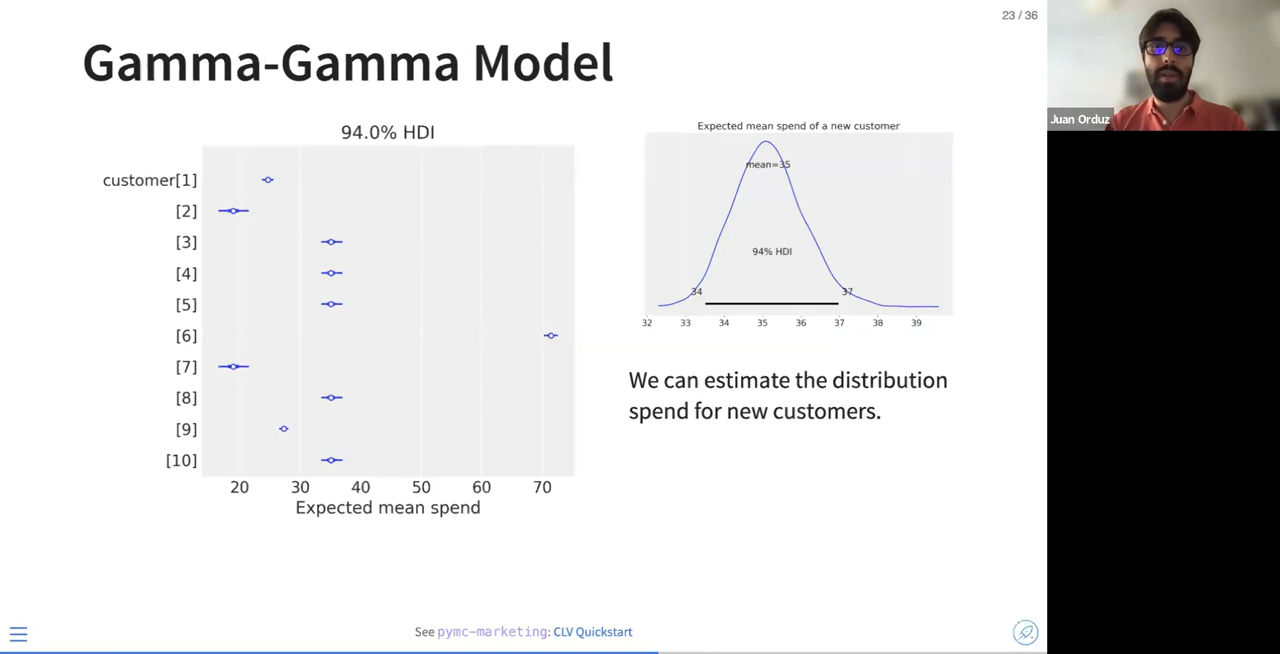 23 / 36
Juan Orduz
Gamma-Gamma Model
94.0% HDI
customer[1]
[2]
[3]
[4]
[5]
[6]
[7]
[8]
[9]
[10]
20 30 40 50 60 70
Expected mean spend
Expected mean spend of a new customer
mean=35
94% HDI
34 37
32 33 34 35 36 37 38 39
We can estimate the distribution
spend for new customers.
See pymc-marketing: CLV Quickstart